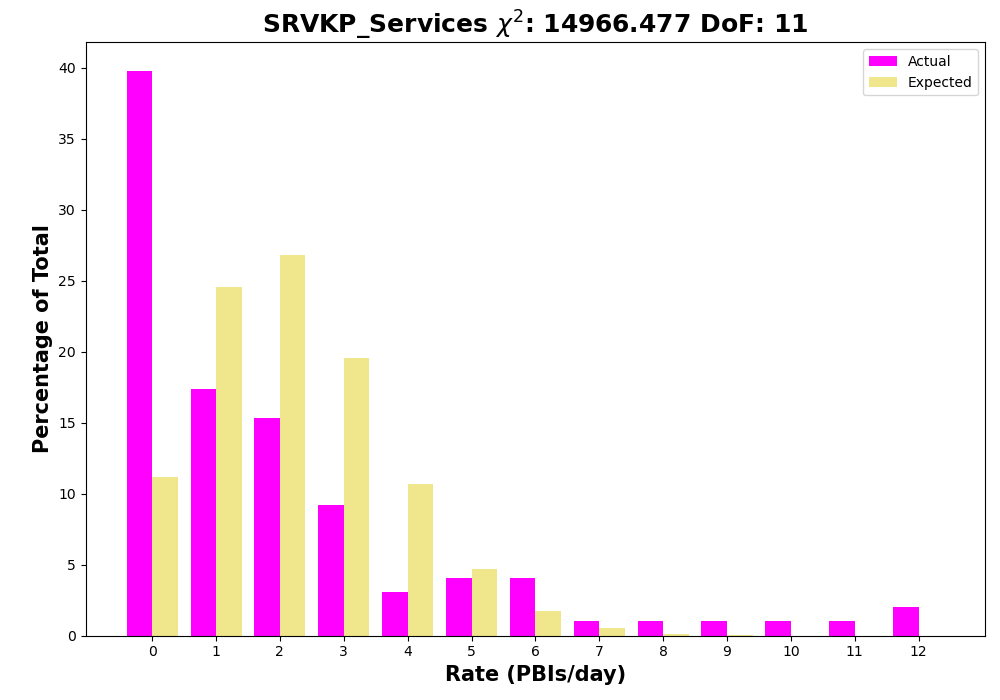 SRVKP_Services χ²: 14966.477 DoF: 11
Actual
Expected
Percentage of Total
40
35
30
25
20
15
10
5
0
0 1 2 3 4 5 6 7 8 9 10 11 12
Rate (PBIs/day)